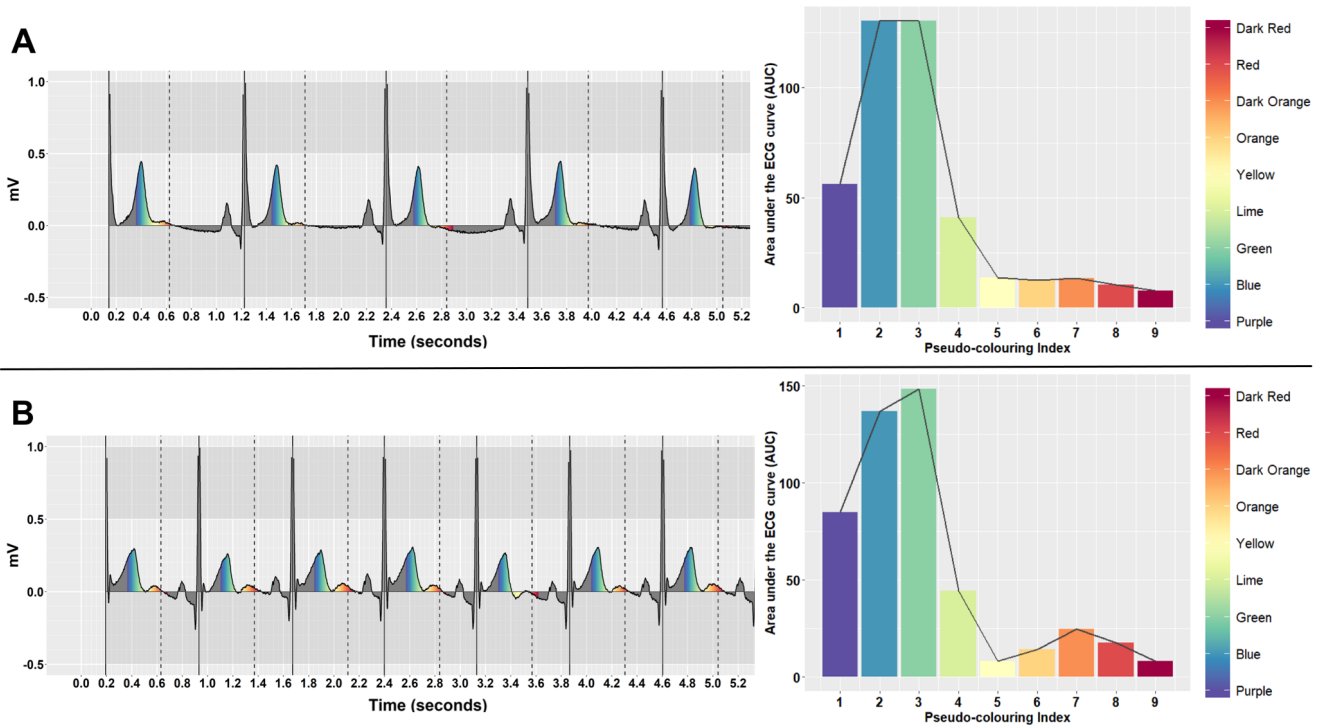 A
1.0
0.5
0.0
-0.5
mV
0.0 0.2 0.4 0.6 0.8 1.0 1.2 1.4 1.6 1.8 2.0 2.2 2.4 2.6 2.8 3.0 3.2 3.4 3.6 3.8 4.0 4.2 4.4 4.6 4.8 5.0 5.2
Time (seconds)
Area under the ECG curve (AUC)
100
50
0
1 2 3 4 5 6 7 8 9
Pseudo-colouring Index
Dark Red
Red
Dark Orange
Orange
Yellow
Lime
Green
Blue
Purple
B
1.0
0.5
0.0
-0.5
mV
0.0 0.2 0.4 0.6 0.8 1.0 1.2 1.4 1.6 1.8 2.0 2.2 2.4 2.6 2.8 3.0 3.2 3.4 3.6 3.8 4.0 4.2 4.4 4.6 4.8 5.0 5.2
Time (seconds)
Area under the ECG curve (AUC)
150
100
50
0
1 2 3 4 5 6 7 8 9
Pseudo-colouring Index
Dark Red
Red
Dark Orange
Orange
Yellow
Lime
Green
Blue
Purple